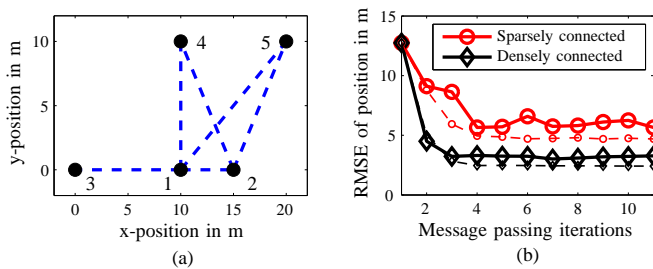 10
5
0
y-position in m
4
5
3
1
2
0
5
10
15
20
x-position in m
(a)
15
10
5
0
RMSE of position in m
Sparsely connected
Densely connected
2
4
6
8
10
Message passing iterations
(b)